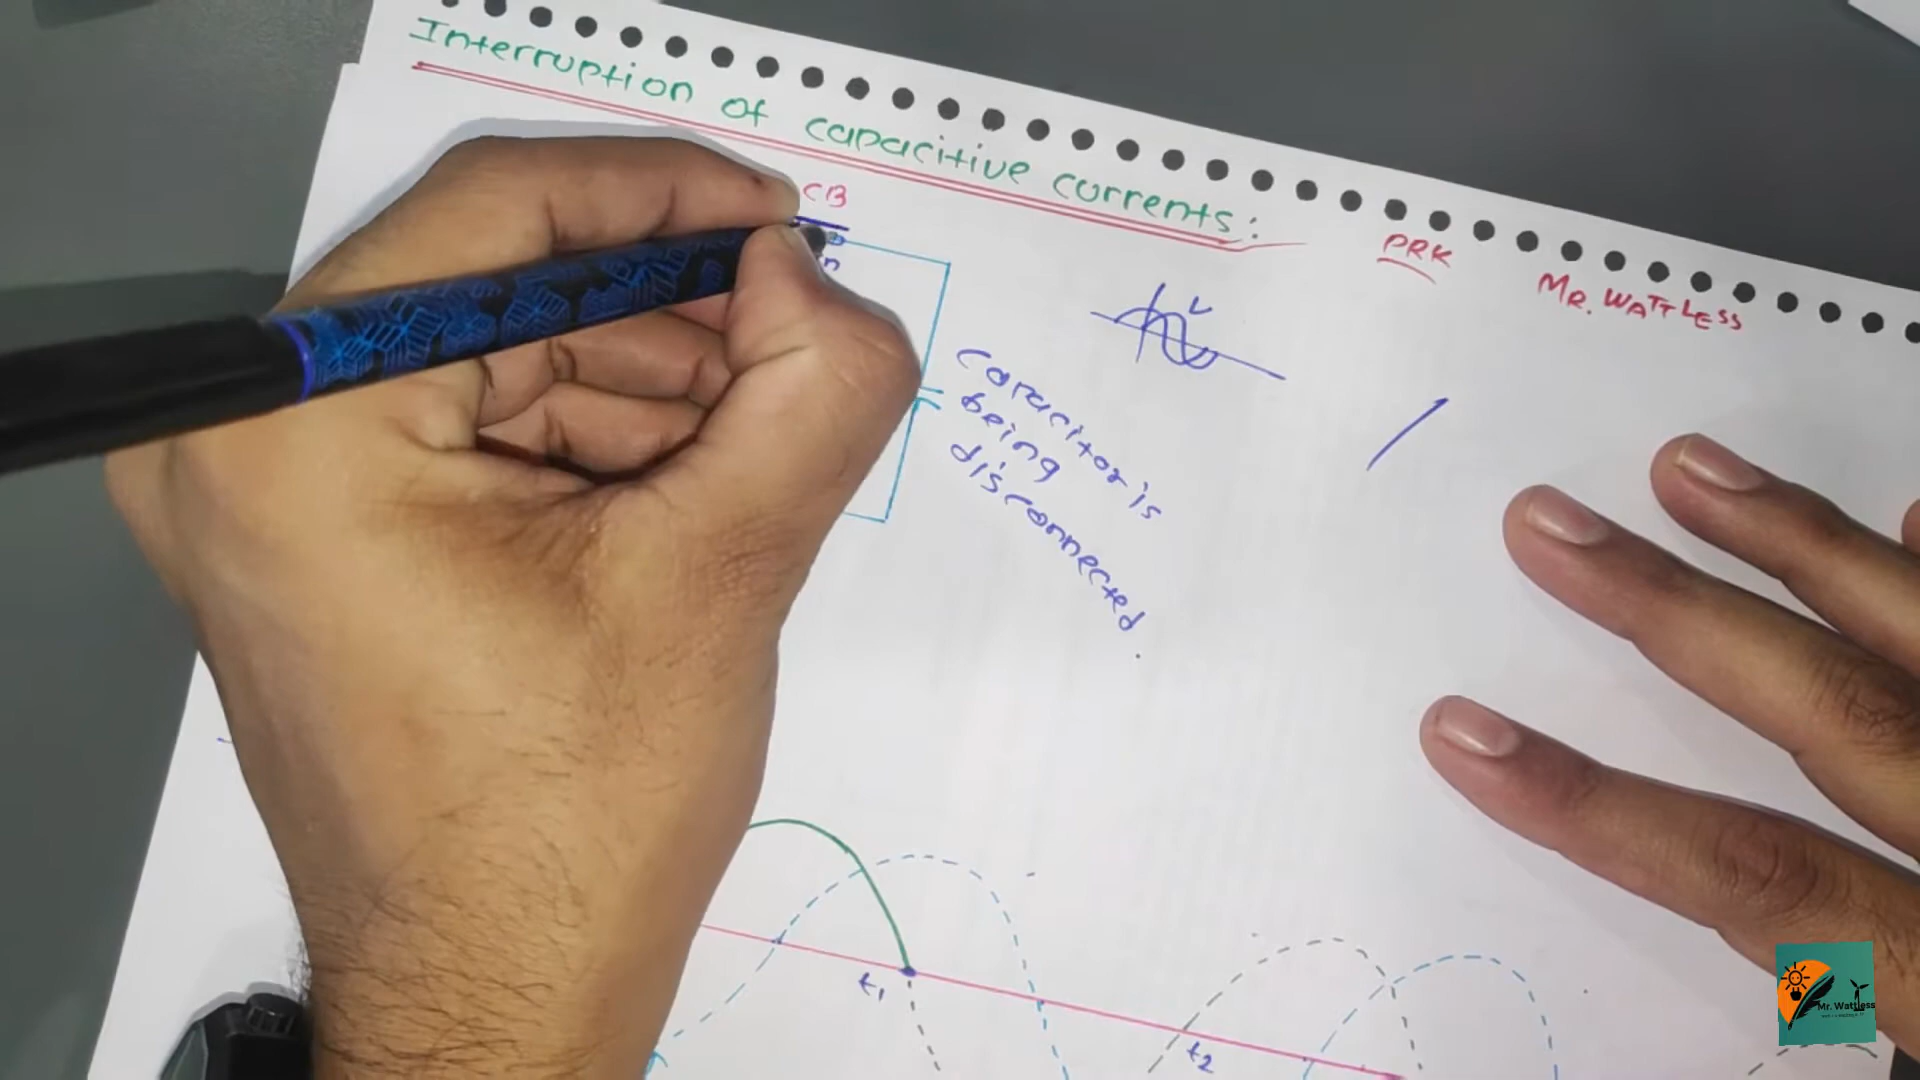 Interruption of capacitive currents:
CB
PRK
MR. WATTLESS
L
capacitor is
being
disconnected.
t1
t2
Mr. Wattless